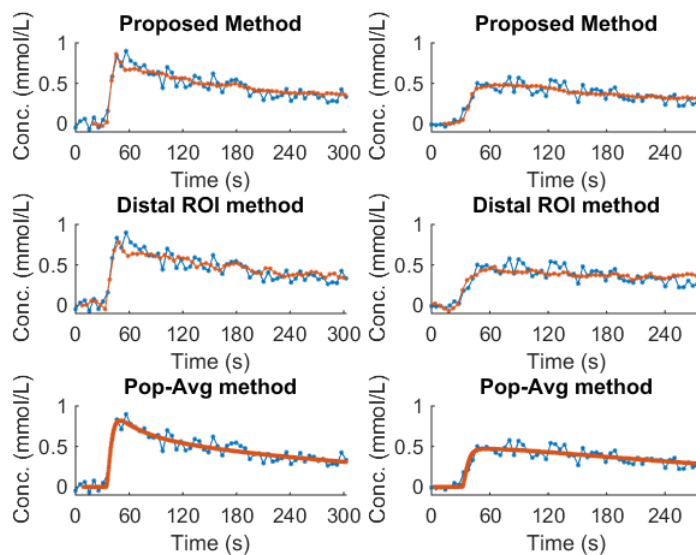 Proposed Method
Conc. (mmol/L)
1
0.5
0
0 60 120 180 240 300
Time (s)
Proposed Method
Conc. (mmol/L)
1
0.5
0
0 60 120 180 240
Time (s)
Distal ROI method
Conc. (mmol/L)
1
0.5
0
0 60 120 180 240 300
Time (s)
Distal ROI method
Conc. (mmol/L)
1
0.5
0
0 60 120 180 240
Time (s)
Pop-Avg method
Conc. (mmol/L)
1
0.5
0
0 60 120 180 240 300
Time (s)
Pop-Avg method
Conc. (mmol/L)
1
0.5
0
0 60 120 180 240
Time (s)